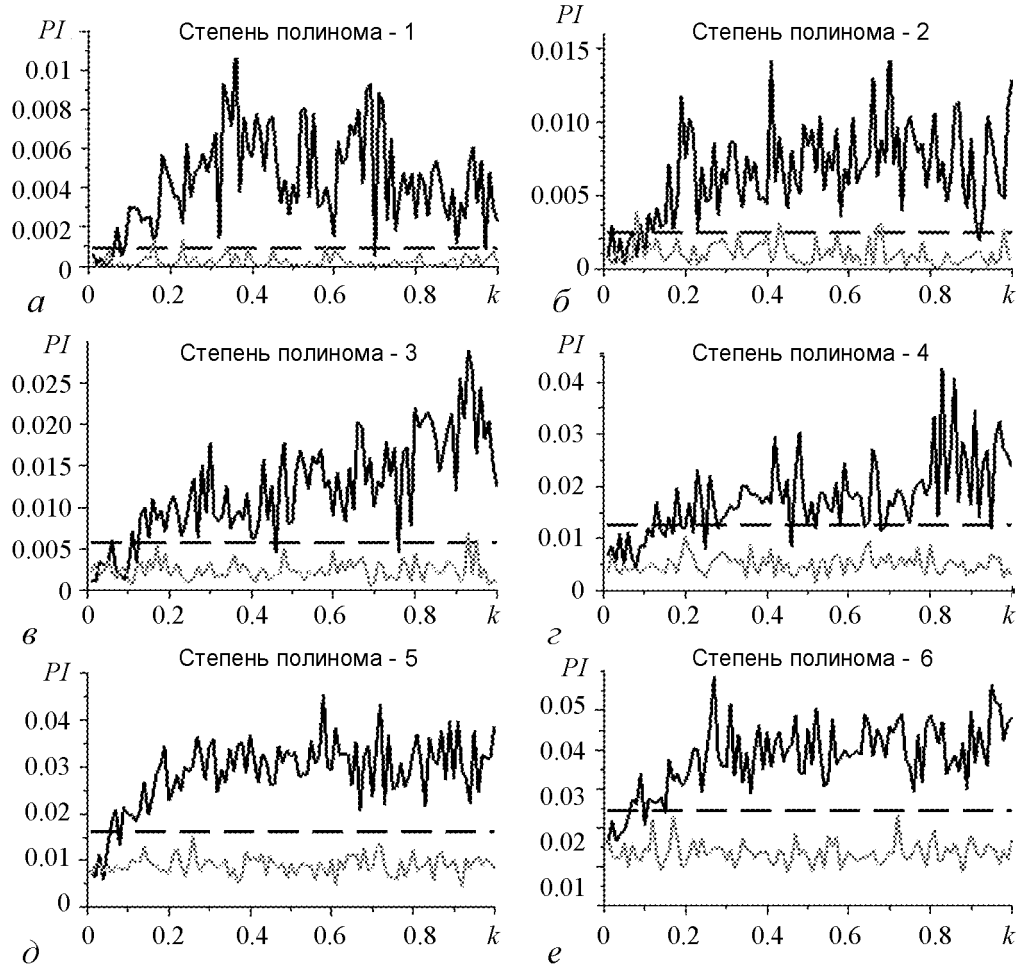 PI Степень полинома - 1
0.01
0.008
0.006
0.004
0.002
0
0 0.2 0.4 0.6 0.8 k
а
PI Степень полинома - 2
0.015
0.010
0.005
0
0 0.2 0.4 0.6 0.8 k
б
PI Степень полинома - 3
0.025
0.020
0.015
0.010
0.005
0
0 0.2 0.4 0.6 0.8 k
в
PI Степень полинома - 4
0.04
0.03
0.02
0.01
0
0 0.2 0.4 0.6 0.8 k
г
PI Степень полинома - 5
0.04
0.03
0.02
0.010
0
0 0.2 0.4 0.6 0.8 k
д
PI Степень полинома - 6
0.05
0.04
0.03
0.02
0.01
0 0.2 0.4 0.6 0.8 k
е